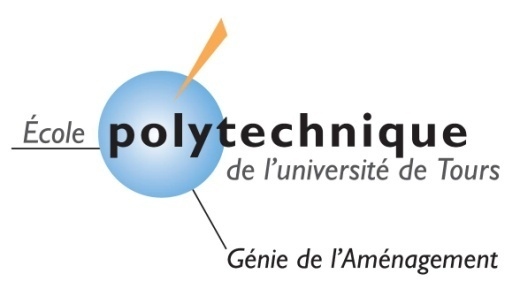 École polytechnique
de l'université de Tours
Génie de l'Aménagement